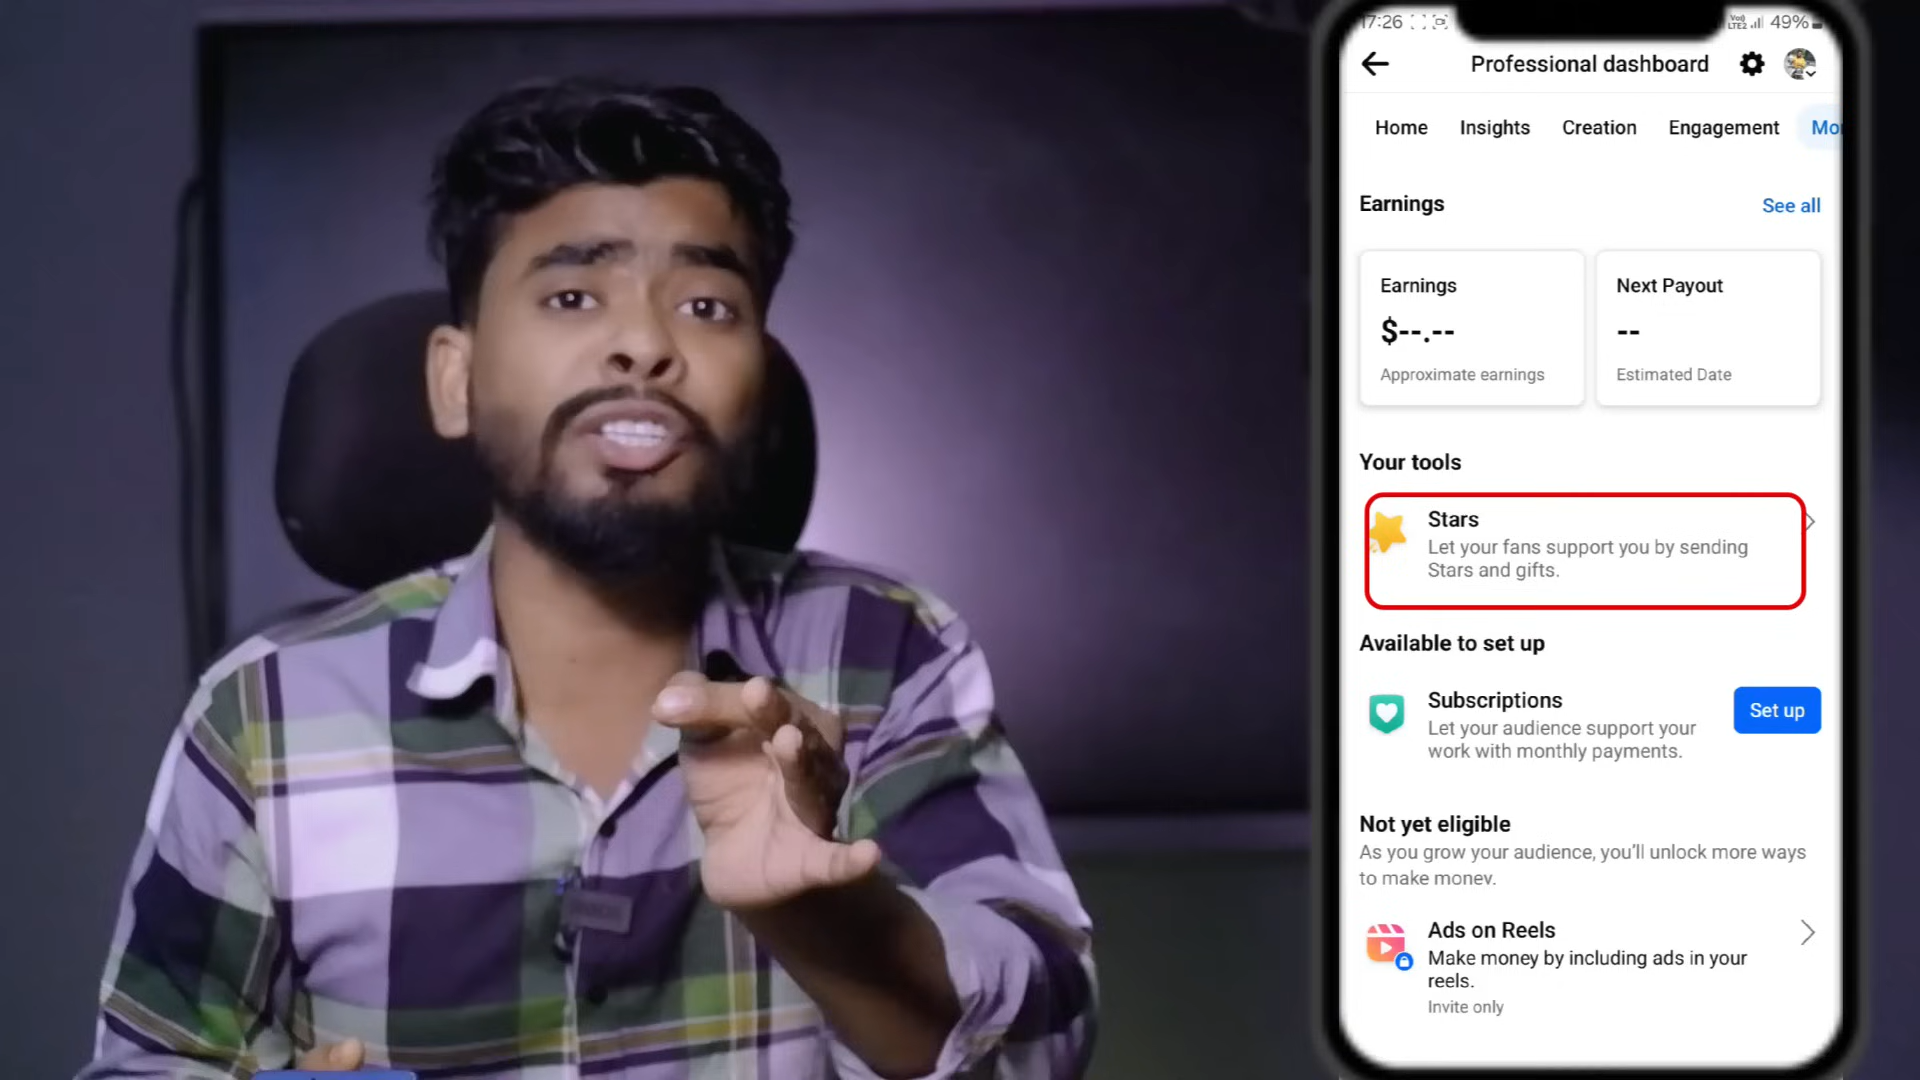 17:26
Vo)) LTE2 49%
Professional dashboard
Home Insights Creation Engagement Mo
Earnings See all
Earnings
$--.--
Approximate earnings
Next Payout
--
Estimated Date
Your tools
Stars
Let your fans support you by sending
Stars and gifts.
Available to set up
Subscriptions
Let your audience support your
work with monthly payments.
Set up
Not yet eligible
As you grow your audience, you'll unlock more ways
to make money.
Ads on Reels
Make money by including ads in your
reels.
Invite only